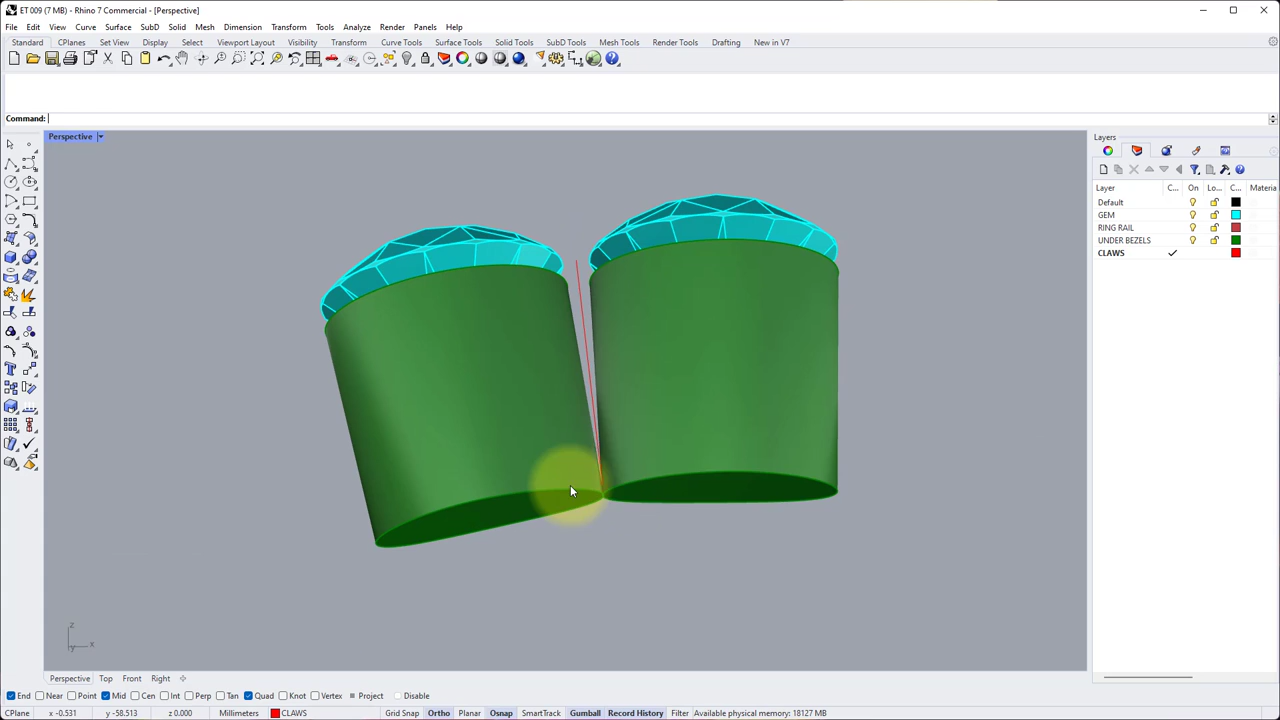 ET 009 (7 MB) - Rhino 7 Commercial - [Perspective]
File Edit View Curve Surface SubD Solid Mesh Dimension Transform Tools Analyze Render Panels Help
Standard CPlanes Set View Display Select Viewport Layout Visibility Transform Curve Tools Surface Tools Solid Tools SubD Tools Mesh Tools Render Tools Drafting New in V7
Command:
Perspective
Layers
Layer C... On Lo... C... Materia
Default
GEM
RING RAIL
UNDER BEZELS
CLAWS
z
x
y
Perspective Top Front Right
End Near Point Mid Cen Int Perp Tan Quad Knot Vertex Project Disable
CPlane x -0.531 y -58.513 z 0.000 Millimeters CLAWS Grid Snap Ortho Planar Osnap SmartTrack Gumball Record History Filter Available physical memory: 18127 MB